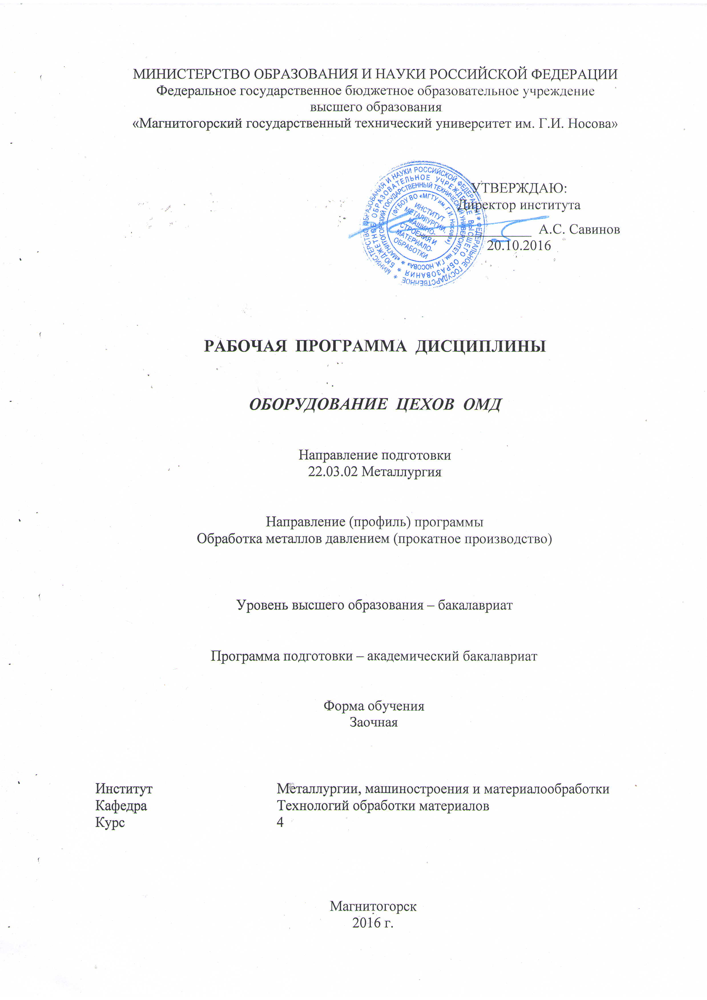 МИНИСТЕРСТВО ОБРАЗОВАНИЯ И НАУКИ РОССИЙСКОЙ ФЕДЕРАЦИИ
Федеральное государственное бюджетное образовательное учреждение
высшего образования
«Магнитогорский государственный технический университет им. Г.И. Носова»
УТВЕРЖДАЮ:
Директор института
А.С. Савинов
20.10.2016
* МИНИСТЕРСТВО ОБРАЗОВАНИЯ И НАУКИ РОССИЙСКОЙ ФЕДЕРАЦИИ * ФЕДЕРАЛЬНОЕ ГОСУДАРСТВЕННОЕ
* БЮДЖЕТНОЕ ОБРАЗОВАТЕЛЬНОЕ УЧРЕЖДЕНИЕ ВЫСШЕГО ОБРАЗОВАНИЯ
* «МАГНИТОГОРСКИЙ ГОСУДАРСТВЕННЫЙ ТЕХНИЧЕСКИЙ УНИВЕРСИТЕТ им. Г.И. НОСОВА»
(ФГБОУ ВО «МГТУ им. Г.И. Носова»)
ИНСТИТУТ
МЕТАЛЛУРГИИ,
МАШИНО-
СТРОЕНИЯ И
МАТЕРИАЛО-
ОБРАБОТКИ
РАБОЧАЯ ПРОГРАММА ДИСЦИПЛИНЫ
ОБОРУДОВАНИЕ ЦЕХОВ ОМД
Направление подготовки
22.03.02 Металлургия
Направление (профиль) программы
Обработка металлов давлением (прокатное производство)
Уровень высшего образования – бакалавриат
Программа подготовки – академический бакалавриат
Форма обучения
Заочная
Институт Металлургии, машиностроения и материалообработки
Кафедра Технологий обработки материалов
Курс 4
Магнитогорск
2016 г.